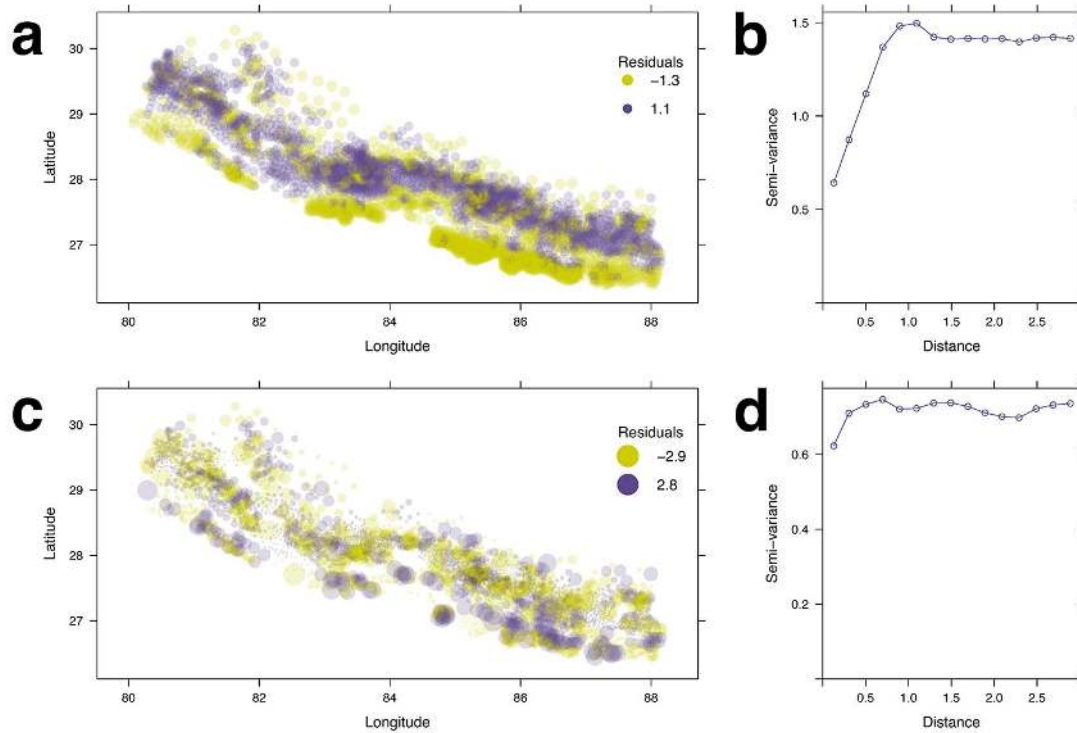 a
Residuals
−1.3
1.1
30
29
28
27
Latitude
80 82 84 86 88
Longitude
b
1.5
1.0
0.5
Semi−variance
0.5 1.0 1.5 2.0 2.5
Distance
c
Residuals
−2.9
2.8
30
29
28
27
Latitude
80 82 84 86 88
Longitude
d
0.6
0.4
0.2
Semi−variance
0.5 1.0 1.5 2.0 2.5
Distance